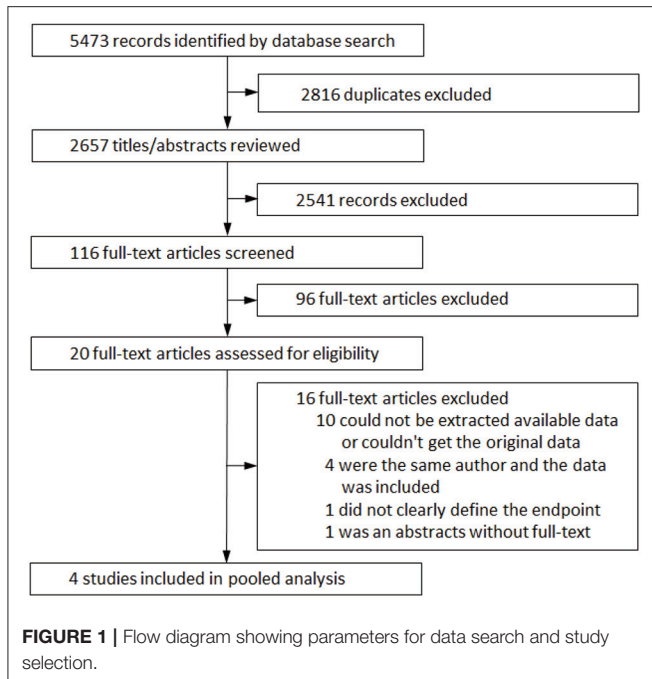 5473 records identified by database search
2816 duplicates excluded
2657 titles/abstracts reviewed
2541 records excluded
116 full-text articles screened
96 full-text articles excluded
20 full-text articles assessed for eligibility
16 full-text articles excluded
10 could not be extracted available data
or couldn't get the original data
4 were the same author and the data
was included
1 did not clearly define the endpoint
1 was an abstracts without full-text
4 studies included in pooled analysis
FIGURE 1 | Flow diagram showing parameters for data search and study
selection.